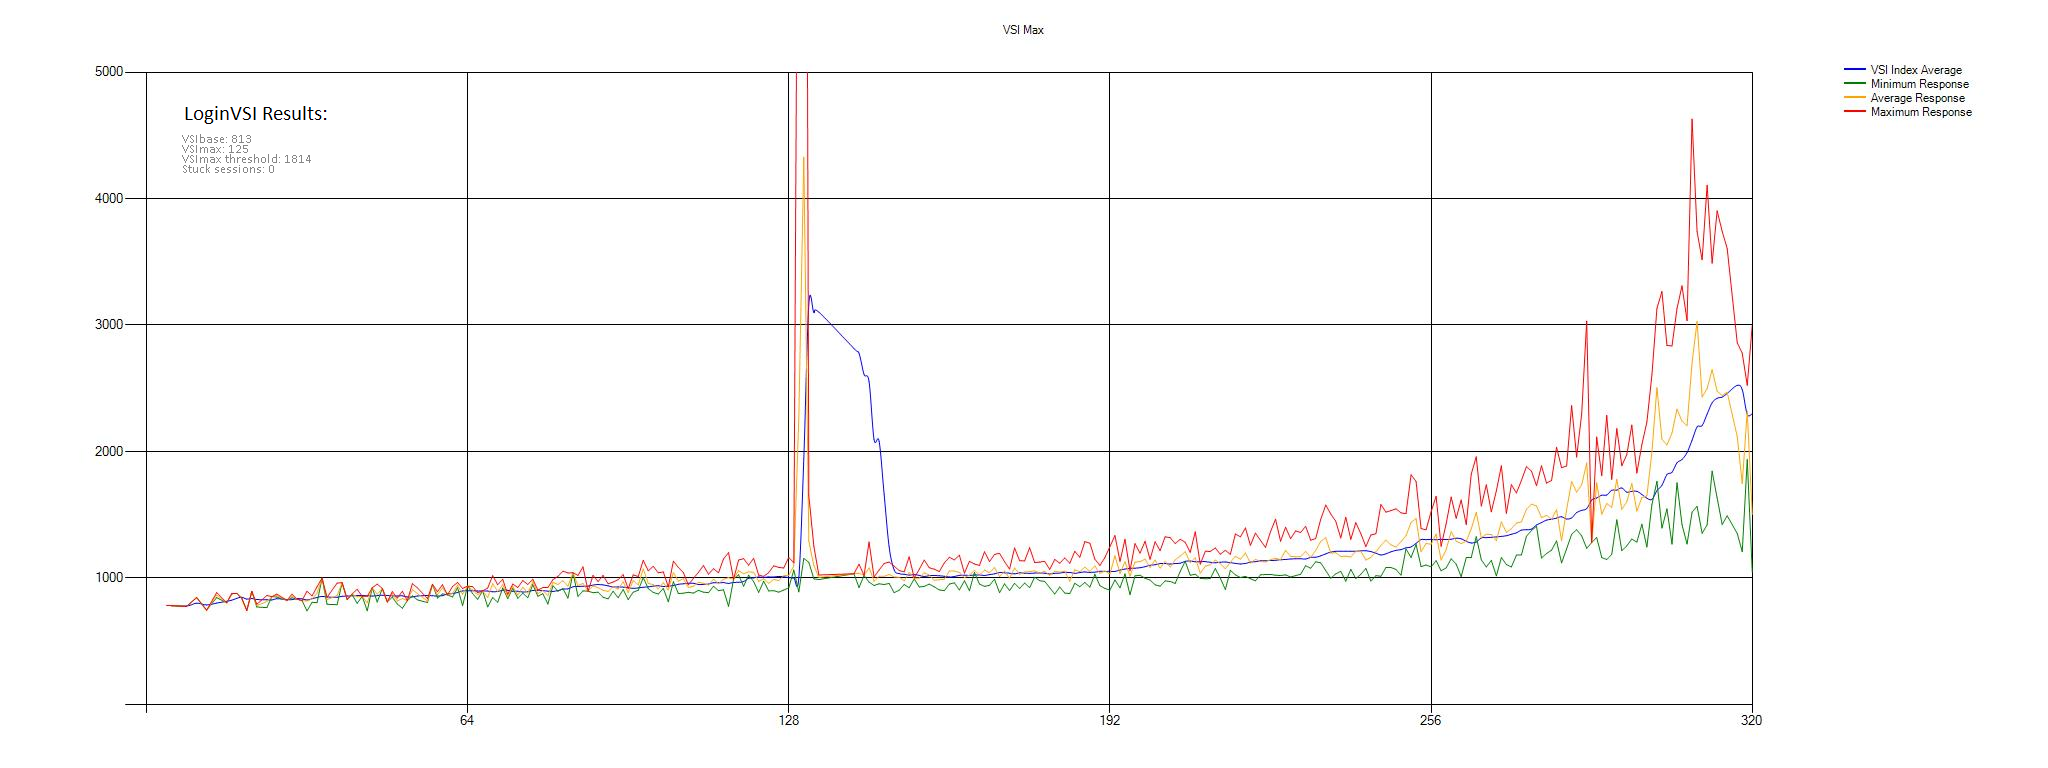 VSI Max
5000
4000
3000
2000
1000
64
128
192
256
320
LoginVSI Results:
VSIbase: 813
VSImax: 125
VSImax threshold: 1814
Stuck sessions: 0
VSI Index Average
Minimum Response
Average Response
Maximum Response